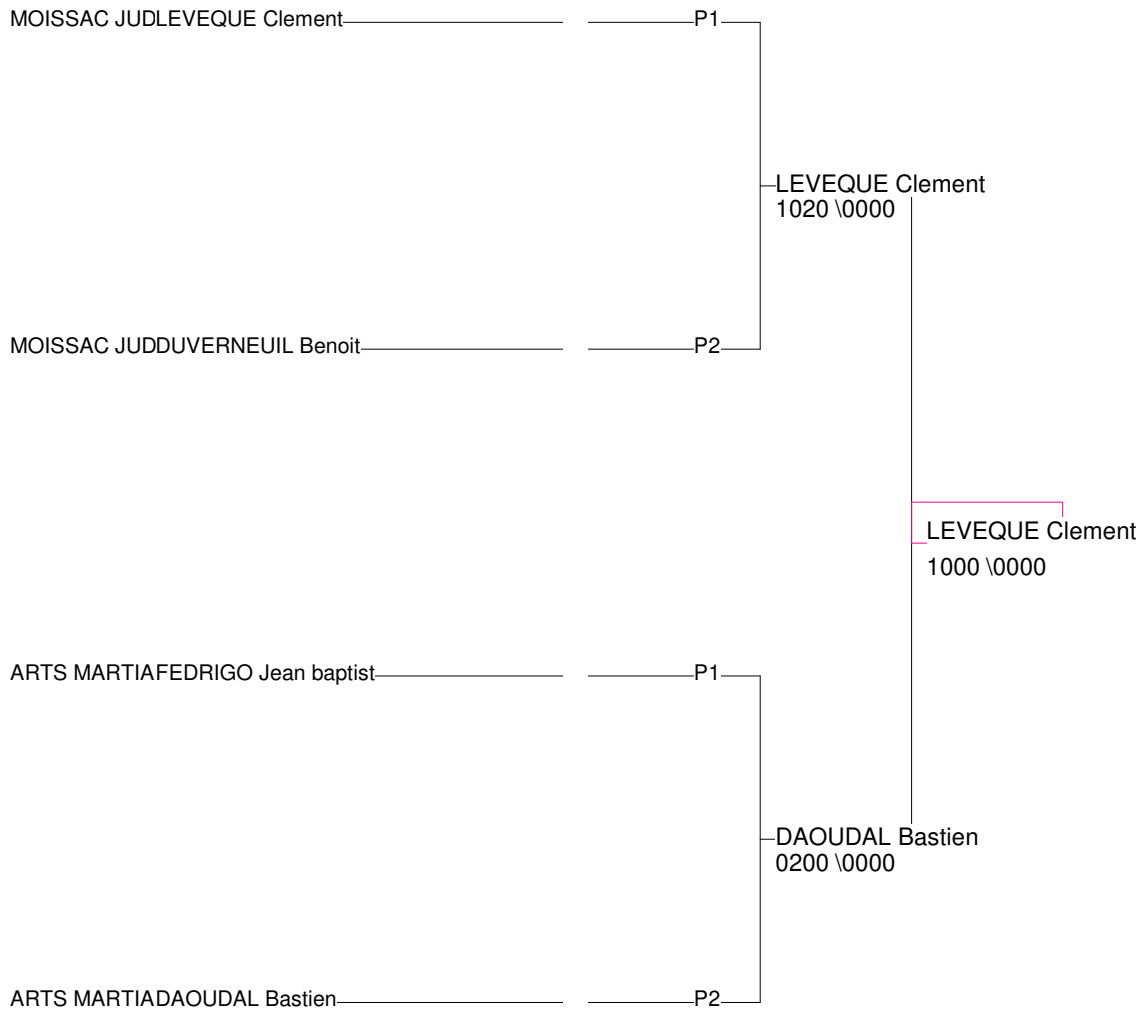 MOISSAC JUDLEVEQUE Clement P1
LEVEQUE Clement
1020 \0000
MOISSAC JUDDUVERNEUIL Benoit P2
LEVEQUE Clement
1000 \0000
ARTS MARTIAFEDRIGO Jean baptist P1
DAOUDAL Bastien
0200 \0000
ARTS MARTIADAOUDAL Bastien P2